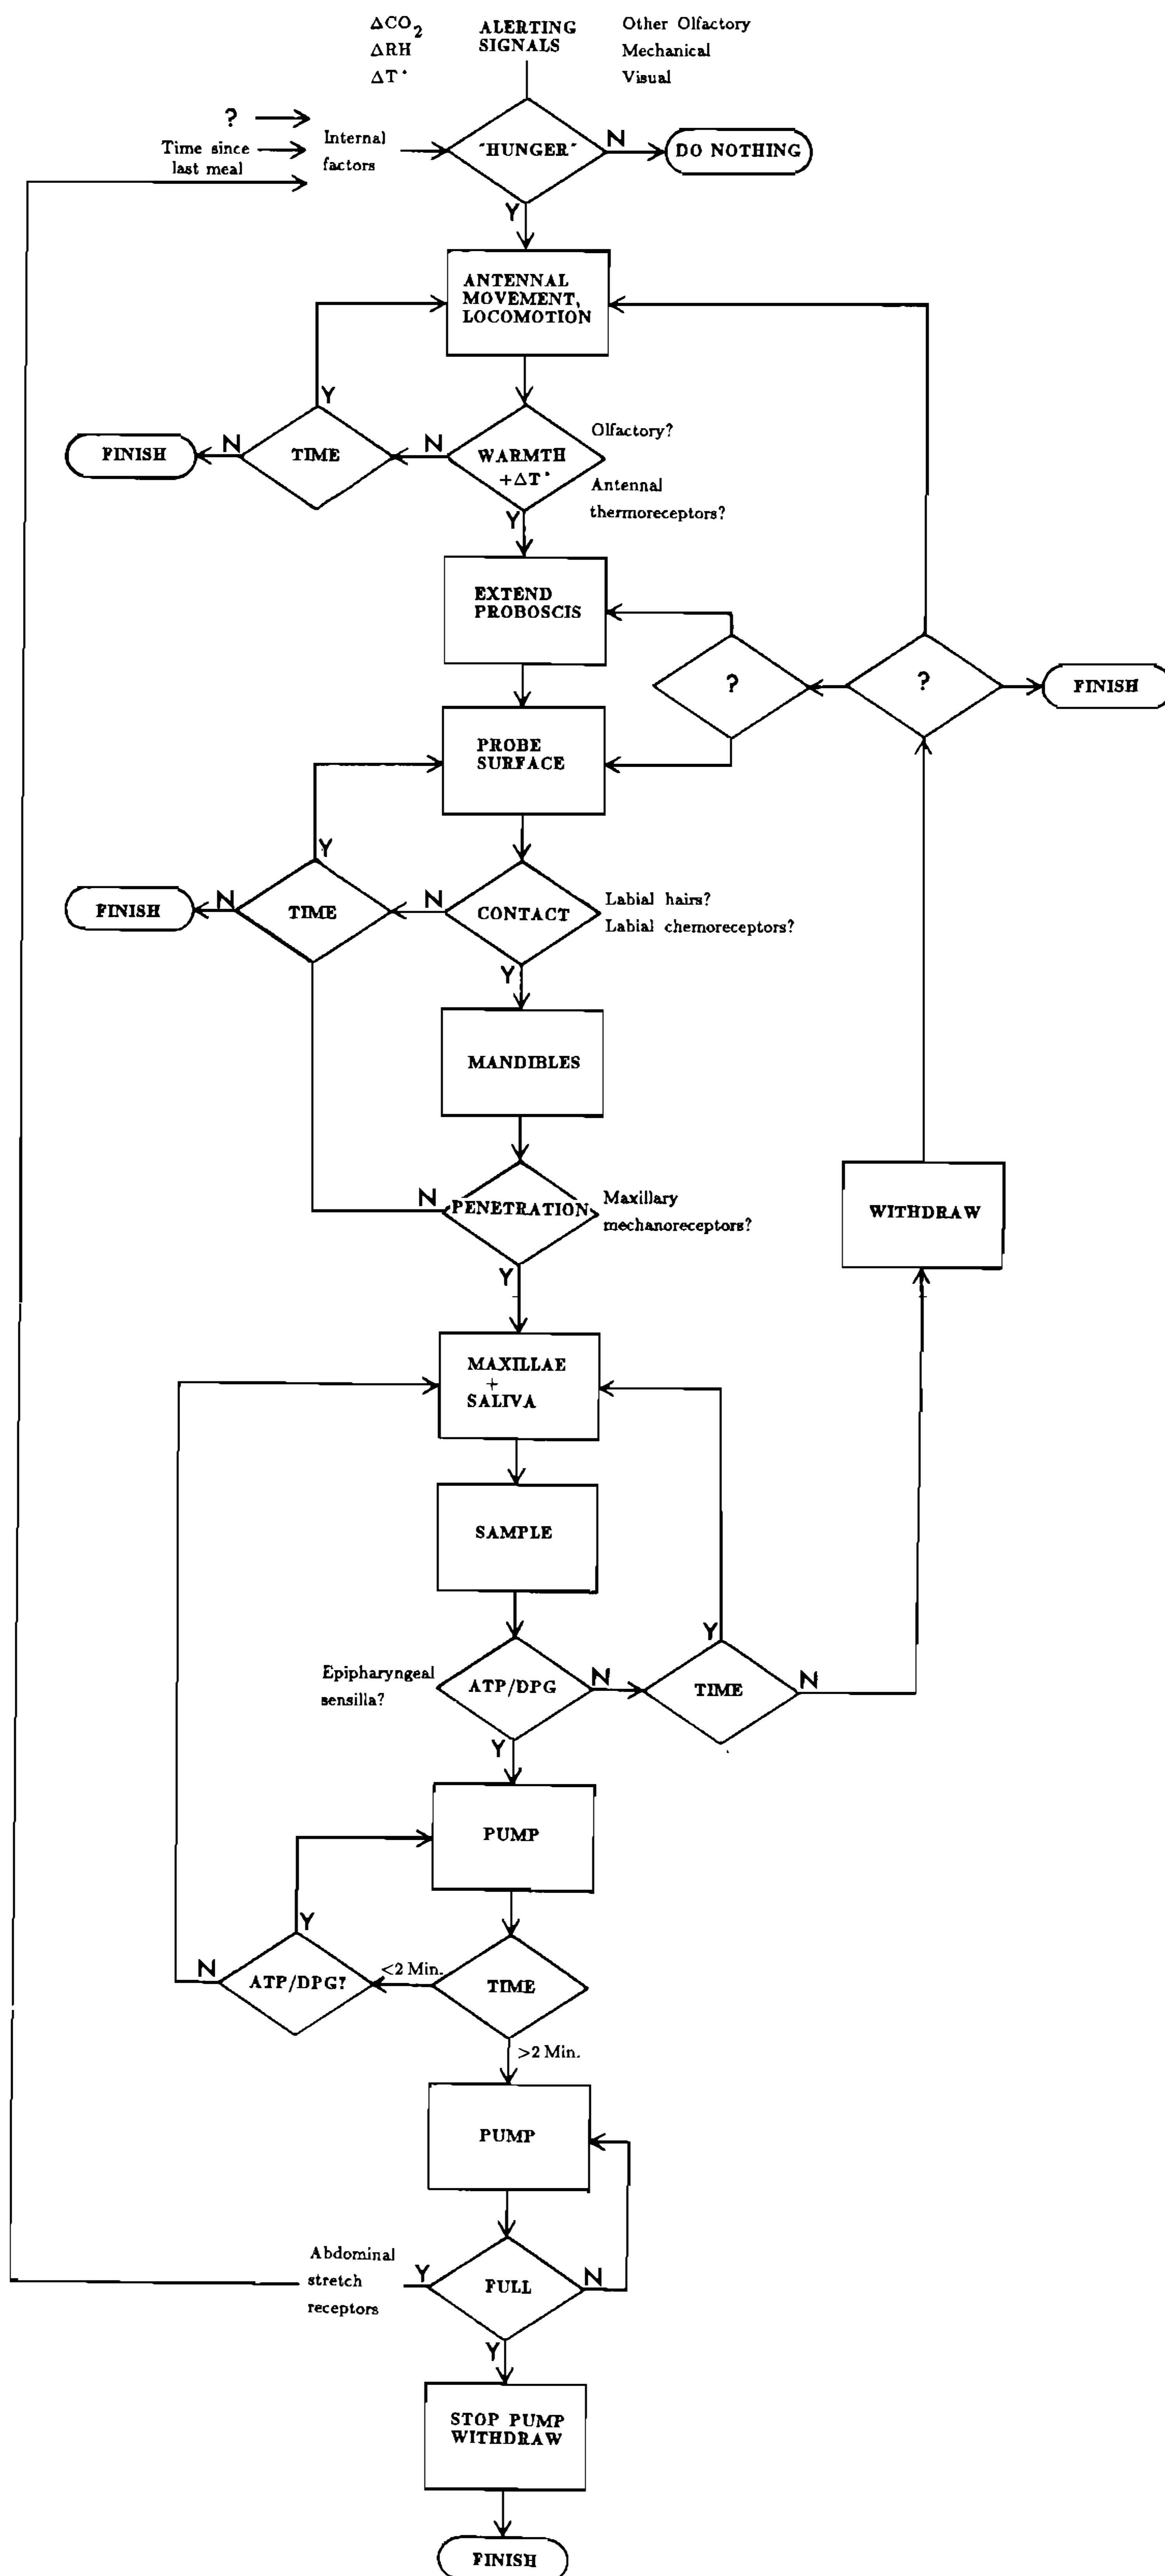 ΔCO2
ΔRH
ΔT°
ALERTING
SIGNALS
Other Olfactory
Mechanical
Visual
?
Time since
last meal
Internal
factors
"HUNGER"
N
DO NOTHING
Y
ANTENNAL
MOVEMENT,
LOCOMOTION
Y
FINISH
N
TIME
N
WARMTH
+ΔT°
Olfactory?
Antennal
thermoreceptors?
Y
EXTEND
PROBOSCIS
?
?
FINISH
PROBE
SURFACE
Y
FINISH
N
TIME
N
CONTACT
Labial hairs?
Labial chemoreceptors?
Y
MANDIBLES
N
PENETRATION
Maxillary
mechanoreceptors?
WITHDRAW
Y
MAXILLAE
+
SALIVA
SAMPLE
Epipharyngeal
sensilla?
ATP/DPG
N
Y
TIME
N
Y
PUMP
Y
N
ATP/DPG?
<2 Min.
TIME
>2 Min.
PUMP
Abdominal
stretch
receptors
Y
FULL
N
Y
STOP PUMP
WITHDRAW
FINISH